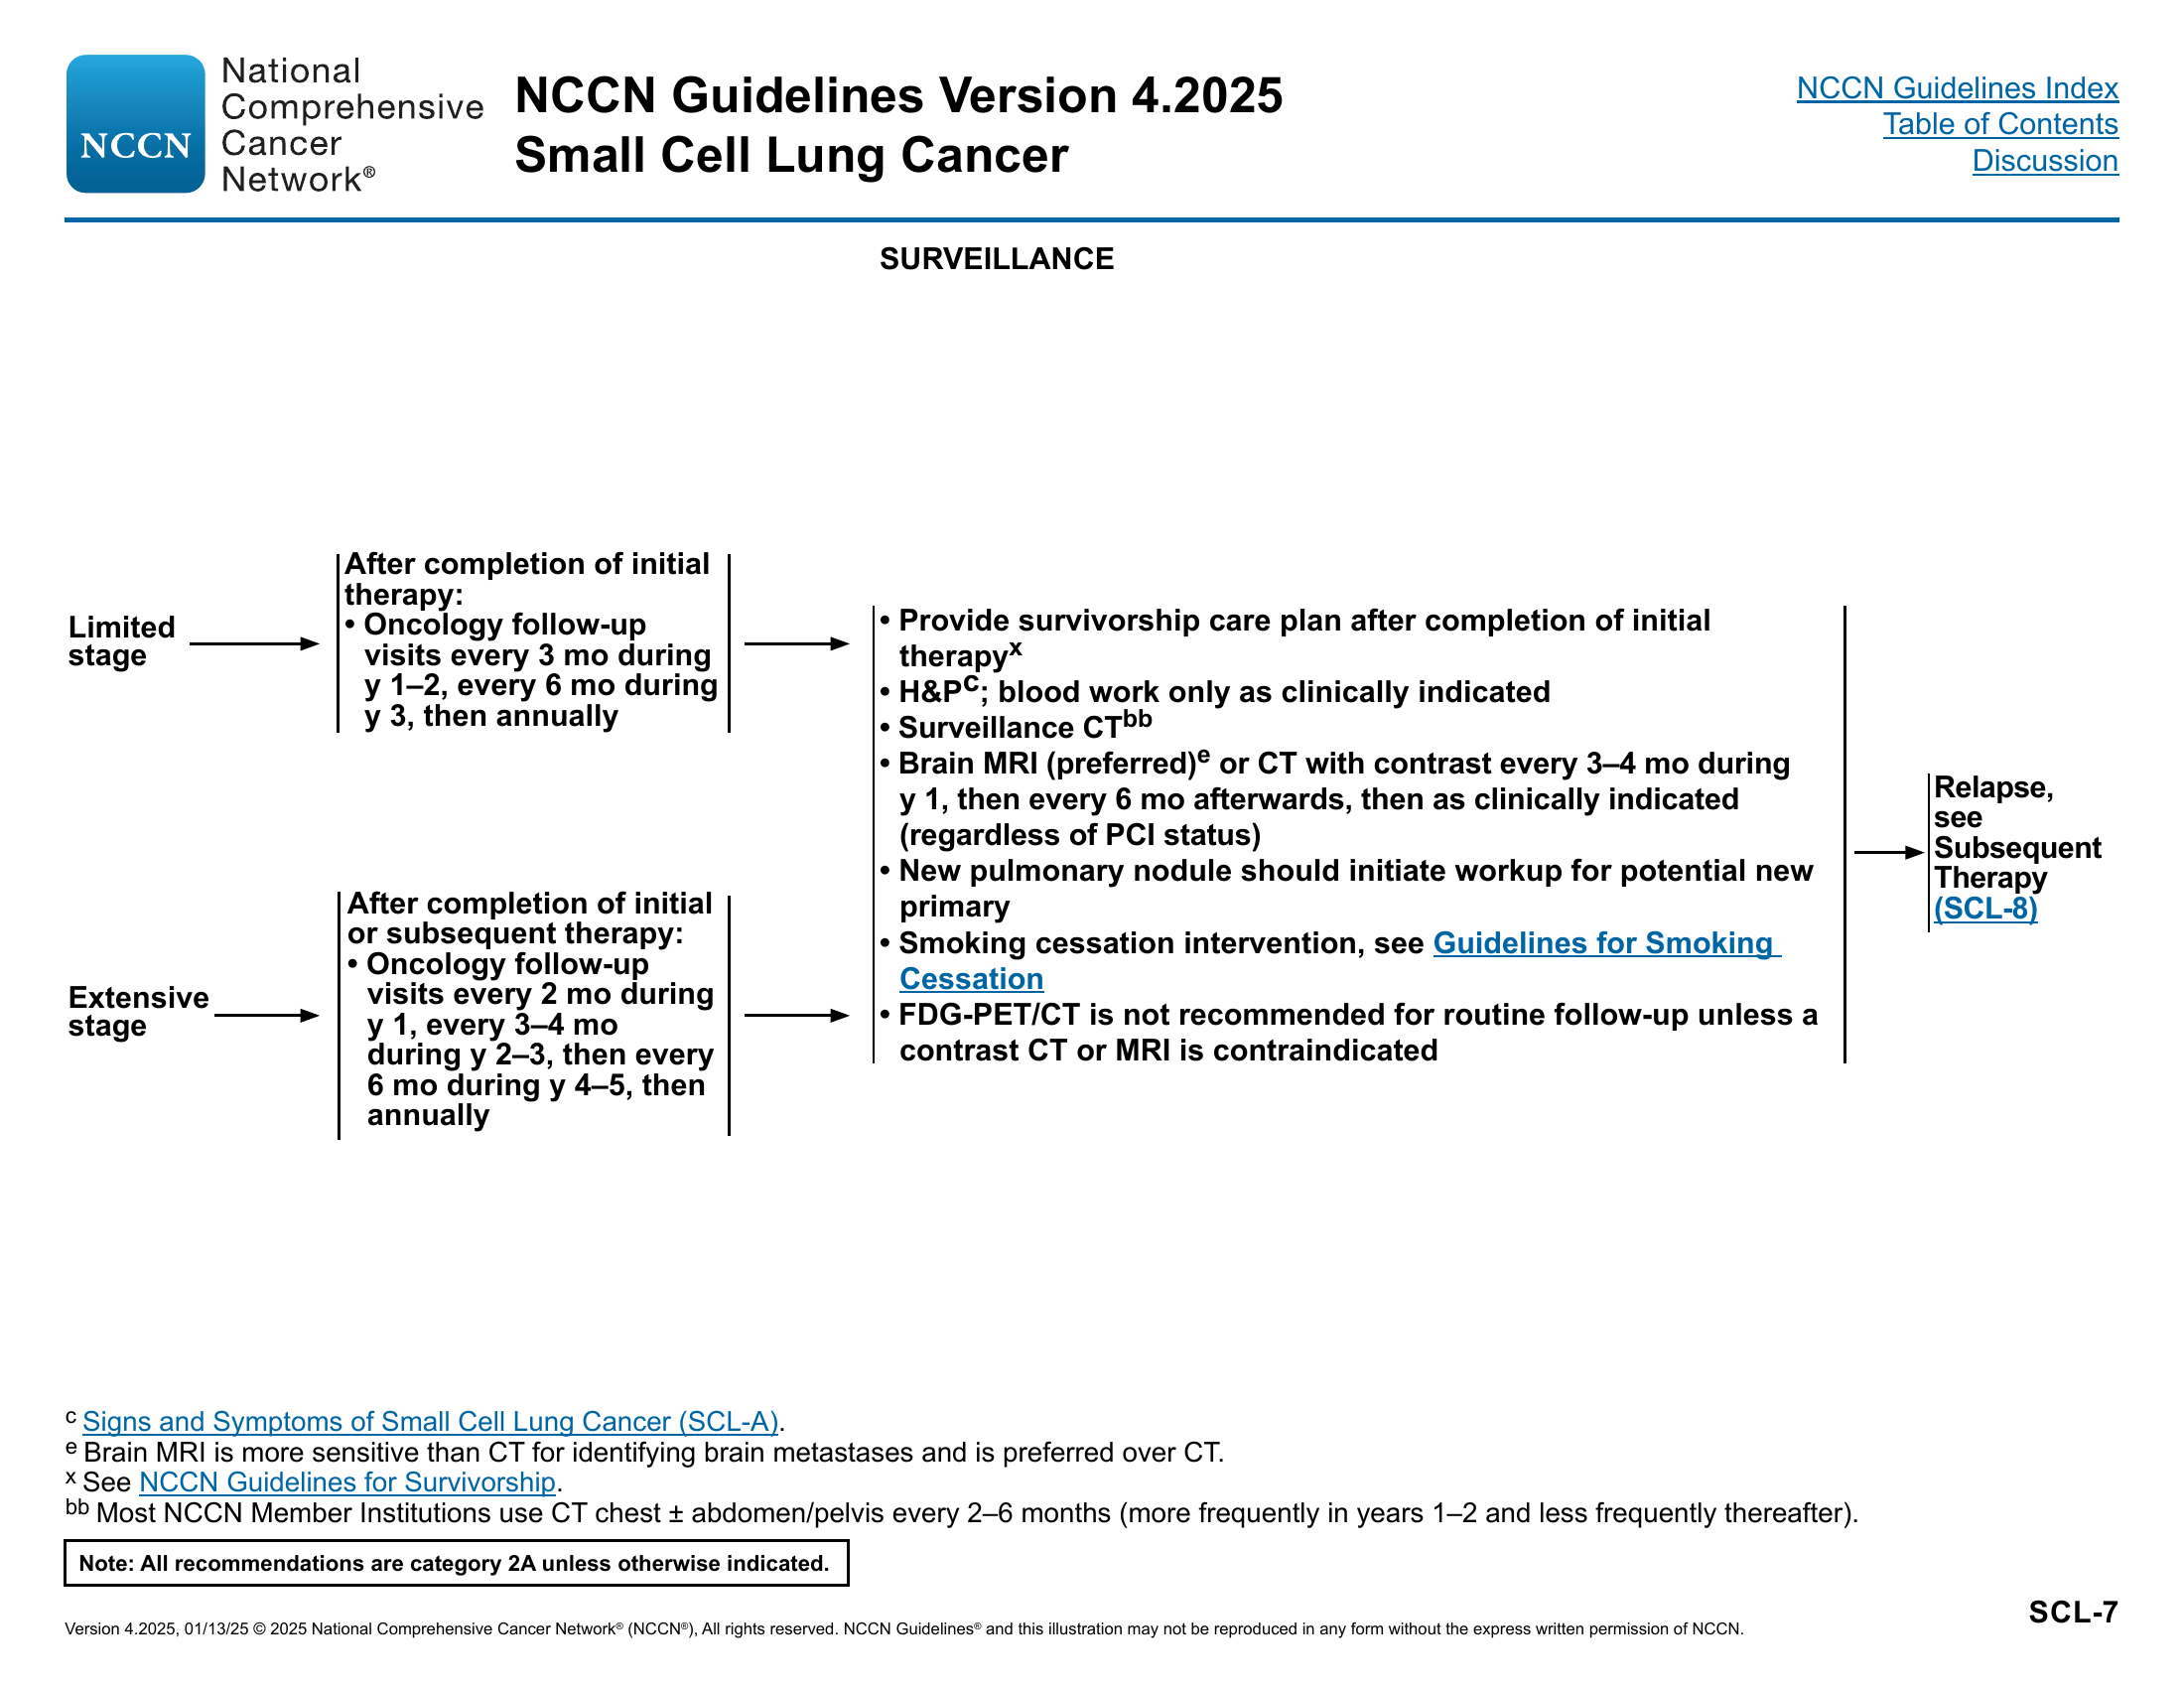 National
Comprehensive
NCCN
Cancer
Network®
NCCN Guidelines Version 4.2025
Small Cell Lung Cancer
NCCN Guidelines Index
Table of Contents
Discussion
SURVEILLANCE
Limited
stage
After completion of initial
therapy:
• Oncology follow-up
visits every 3 mo during
y 1–2, every 6 mo during
y 3, then annually
Extensive
stage
After completion of initial
or subsequent therapy:
• Oncology follow-up
visits every 2 mo during
y 1, every 3–4 mo
during y 2–3, then every
6 mo during y 4–5, then
annually
• Provide survivorship care plan after completion of initial
therapyx
• H&Pc; blood work only as clinically indicated
• Surveillance CTbb
• Brain MRI (preferred)e or CT with contrast every 3–4 mo during
y 1, then every 6 mo afterwards, then as clinically indicated
(regardless of PCI status)
• New pulmonary nodule should initiate workup for potential new
primary
• Smoking cessation intervention, see Guidelines for Smoking
Cessation
• FDG-PET/CT is not recommended for routine follow-up unless a
contrast CT or MRI is contraindicated
Relapse,
see
Subsequent
Therapy
(SCL-8)
c Signs and Symptoms of Small Cell Lung Cancer (SCL-A).
e Brain MRI is more sensitive than CT for identifying brain metastases and is preferred over CT.
x See NCCN Guidelines for Survivorship.
bb Most NCCN Member Institutions use CT chest ± abdomen/pelvis every 2–6 months (more frequently in years 1–2 and less frequently thereafter).
Note: All recommendations are category 2A unless otherwise indicated.
SCL-7
Version 4.2025, 01/13/25 © 2025 National Comprehensive Cancer Network® (NCCN®), All rights reserved. NCCN Guidelines® and this illustration may not be reproduced in any form without the express written permission of NCCN.